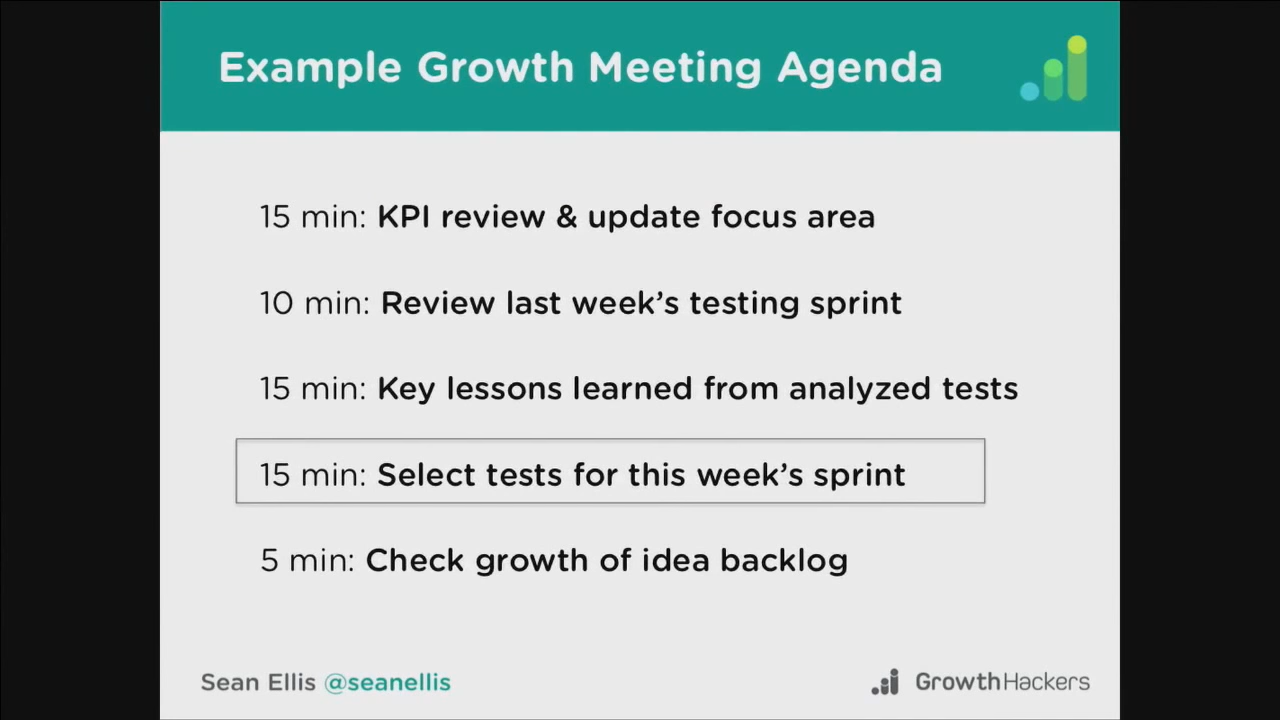 Example Growth Meeting Agenda
15 min: KPI review & update focus area
10 min: Review last week’s testing sprint
15 min: Key lessons learned from analyzed tests
15 min: Select tests for this week’s sprint
5 min: Check growth of idea backlog
Sean Ellis @seanellis
GrowthHackers